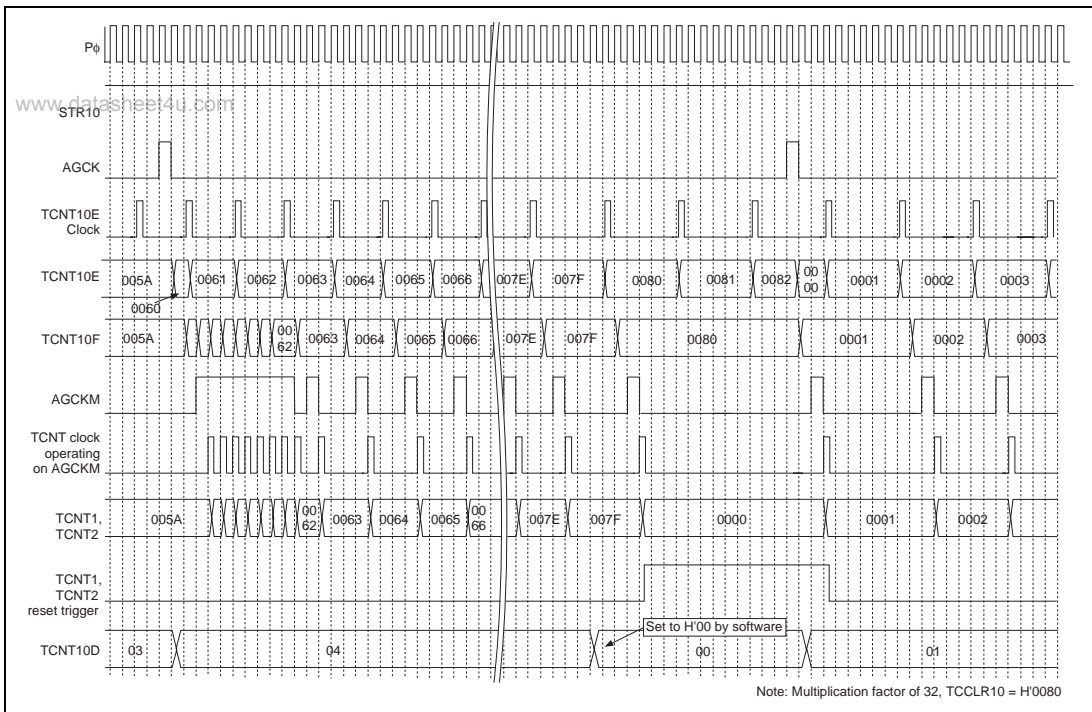 Pϕ
www.datasheet4u.com
STR10
AGCK
TCNT10E
Clock
TCNT10E
005A 0061 0062 0063 0064 0065 0066 007E 007F 0080 0081 0082 00 00 0001 0002 0003
0060
TCNT10F
005A 00 62 0063 0064 0065 0066 007E 007F 0080 0001 0002 0003
AGCKM
TCNT clock
operating
on AGCKM
TCNT1,
TCNT2
005A 00 62 0063 0064 0065 00 66 007E 007F 0000 0001 0002
TCNT1,
TCNT2
reset trigger
Set to H'00 by software
TCNT10D
03 04 00 01
Note: Multiplication factor of 32, TCCLR10 = H'0080